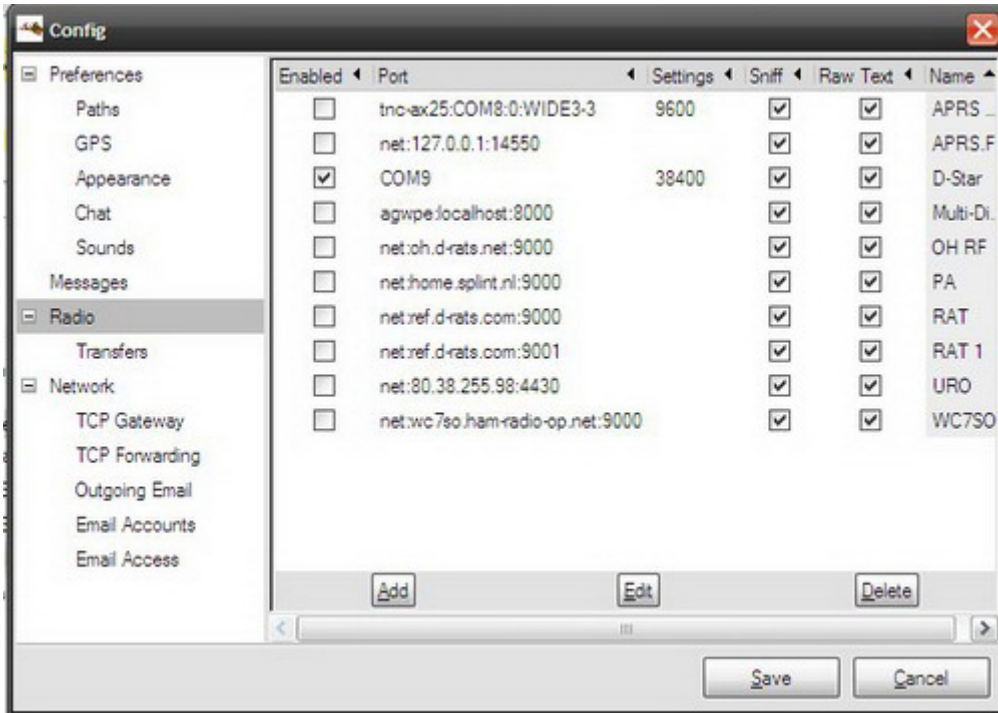 Config
Preferences
Paths
GPS
Appearance
Chat
Sounds
Messages
Radio
Transfers
Network
TCP Gateway
TCP Forwarding
Outgoing Email
Email Accounts
Email Access
Enabled Port Settings Sniff Raw Text Name
tnc-ax25:COM8:0:WIDE3-3 9600 APRS ...
net:127.0.0.1:14550 APRS.F
COM9 38400 D-Star
agwpe:localhost:8000 Multi-Di..
net:oh.d-rats.net:9000 OH RF
net:home.splint.nl:9000 PA
net:ref.d-rats.com:9000 RAT
net:ref.d-rats.com:9001 RAT 1
net:80.38.255.98:4430 URO
net:wc7so.ham-radio-op.net:9000 WC7SO
Add Edit Delete
Save Cancel